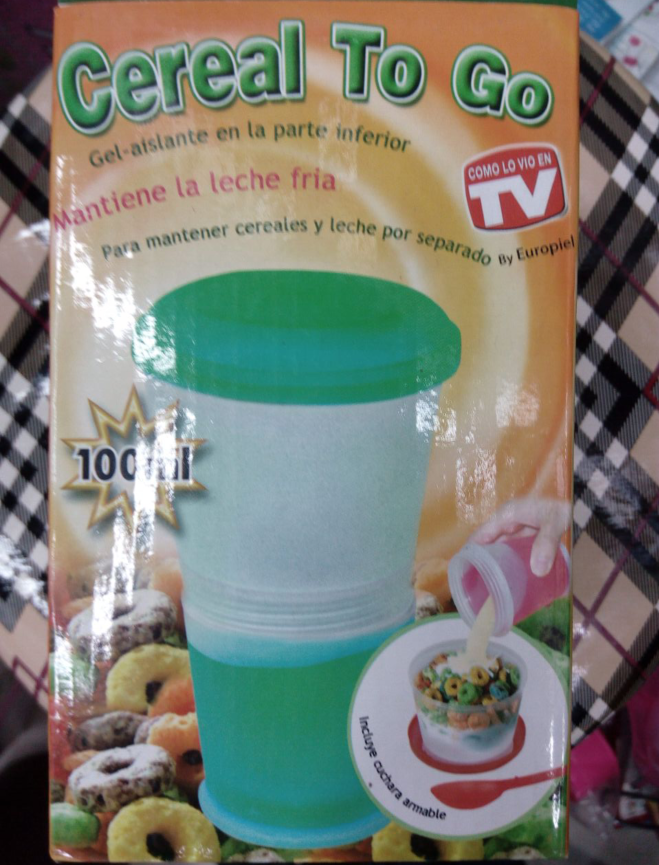 Cereal To Go
Gel-aislante en la parte inferior
Mantiene la leche fria
COMO LO VIO EN
TV
Para mantener cereales y leche por separado
By Europiel
Incluye cuchara armable